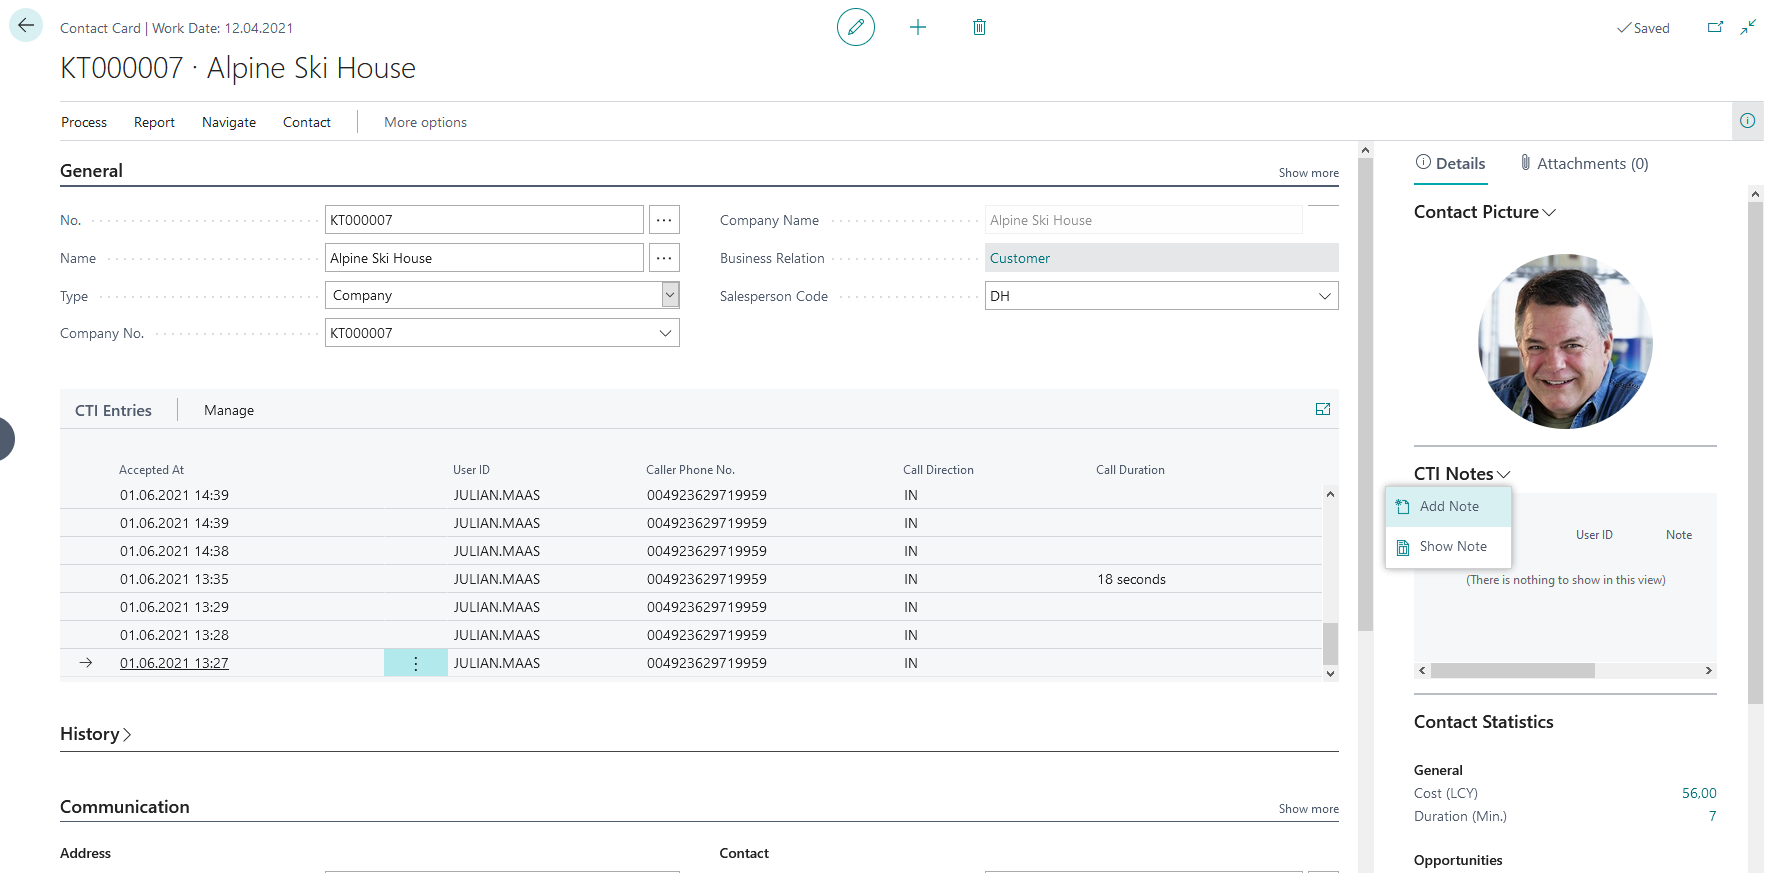 Contact Card | Work Date: 12.04.2021
Saved
KT000007 · Alpine Ski House
Process Report Navigate Contact More options
General
Show more
No. KT000007
Name Alpine Ski House
Type Company
Company No. KT000007
Company Name Alpine Ski House
Business Relation Customer
Salesperson Code DH
CTI Entries Manage
Accepted At User ID Caller Phone No. Call Direction Call Duration
01.06.2021 14:39 JULIAN.MAAS 004923629719959 IN
01.06.2021 14:39 JULIAN.MAAS 004923629719959 IN
01.06.2021 14:38 JULIAN.MAAS 004923629719959 IN
01.06.2021 13:35 JULIAN.MAAS 004923629719959 IN 18 seconds
01.06.2021 13:29 JULIAN.MAAS 004923629719959 IN
01.06.2021 13:28 JULIAN.MAAS 004923629719959 IN
01.06.2021 13:27 JULIAN.MAAS 004923629719959 IN
History
Communication
Show more
Address
Contact
Details Attachments (0)
Contact Picture
CTI Notes
Add Note
Show Note
User ID Note
(There is nothing to show in this view)
Contact Statistics
General
Cost (LCY) 56,00
Duration (Min.) 7
Opportunities